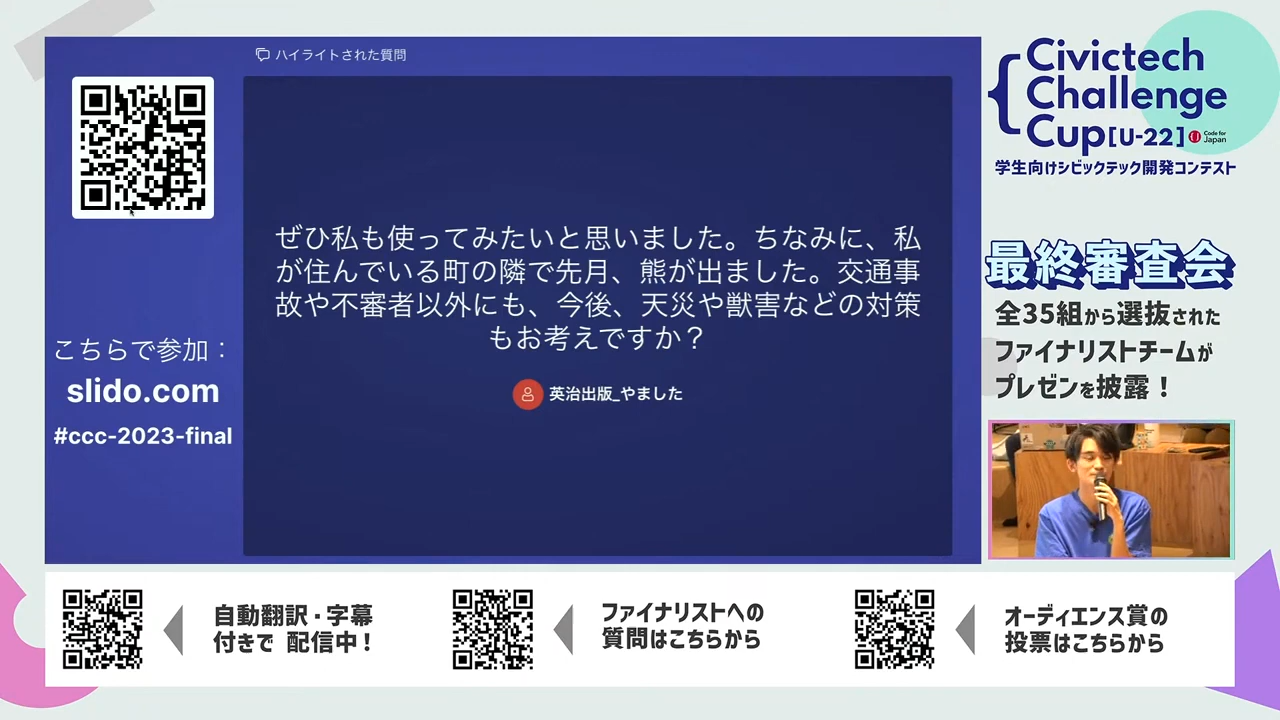 ハイライトされた質問
ぜひ私も使ってみたいと思いました。ちなみに、私
が住んでいる町の隣で先月、熊が出ました。交通事
故や不審者以外にも、今後、天災や獣害などの対策
もお考えですか？
英治出版_やました
こちらで参加：
slido.com
#ccc-2023-final
Civictech
Challenge
Cup[U-22]
Code for
Japan
学生向けシビックテック開発コンテスト
最終審査会
全35組から選抜された
ファイナリストチームが
プレゼンを披露！
自動翻訳・字幕
付きで 配信中！
ファイナリストへの
質問はこちらから
オーディエンス賞の
投票はこちらから